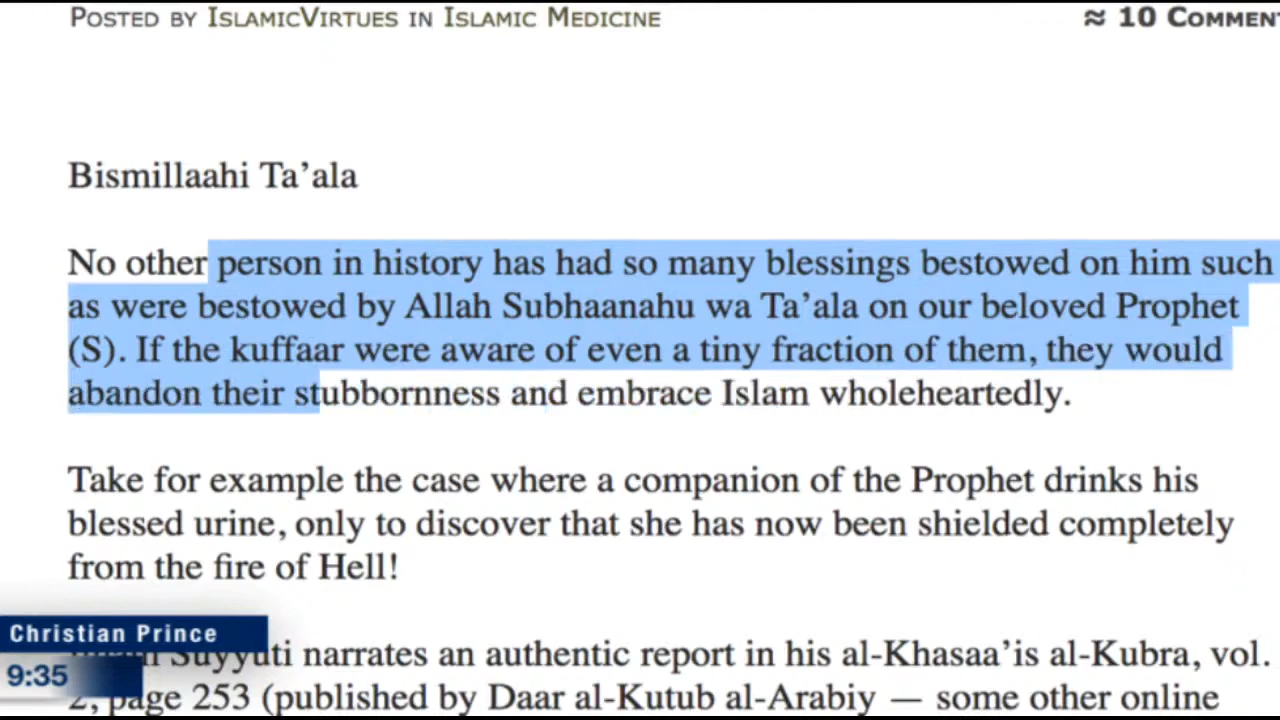 POSTED BY ISLAMICVIRTUES IN ISLAMIC MEDICINE
≈ 10 COMMENT
Bismillaahi Ta’ala
No other person in history has had so many blessings bestowed on him such
as were bestowed by Allah Subhaanahu wa Ta’ala on our beloved Prophet
(S). If the kuffaar were aware of even a tiny fraction of them, they would
abandon their stubbornness and embrace Islam wholeheartedly.
Take for example the case where a companion of the Prophet drinks his
blessed urine, only to discover that she has now been shielded completely
from the fire of Hell!
Suyyuti narrates an authentic report in his al-Khasaa’is al-Kubra, vol.
2, page 253 (published by Daar al-Kutub al-Arabiy — some other online
Christian Prince
9:35